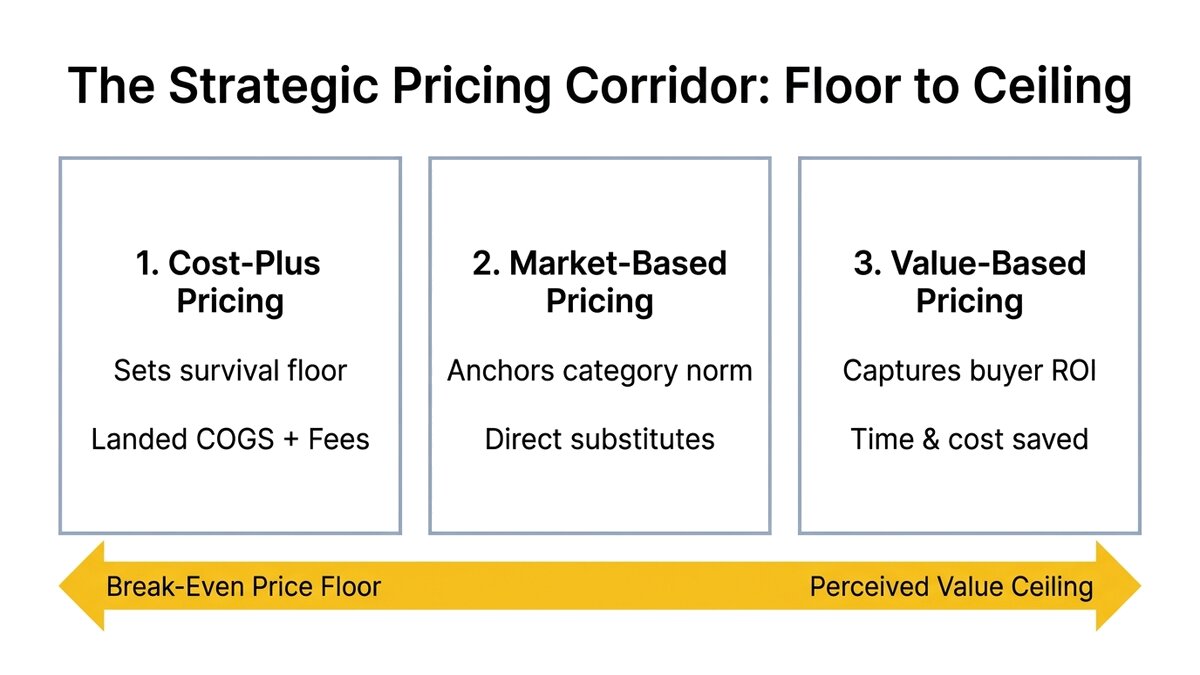 The Strategic Pricing Corridor: Floor to Ceiling
1. Cost-Plus
Pricing
Sets survival floor
Landed COGS + Fees
2. Market-Based
Pricing
Anchors category norm
Direct substitutes
3. Value-Based
Pricing
Captures buyer ROI
Time & cost saved
Break-Even Price Floor
Perceived Value Ceiling